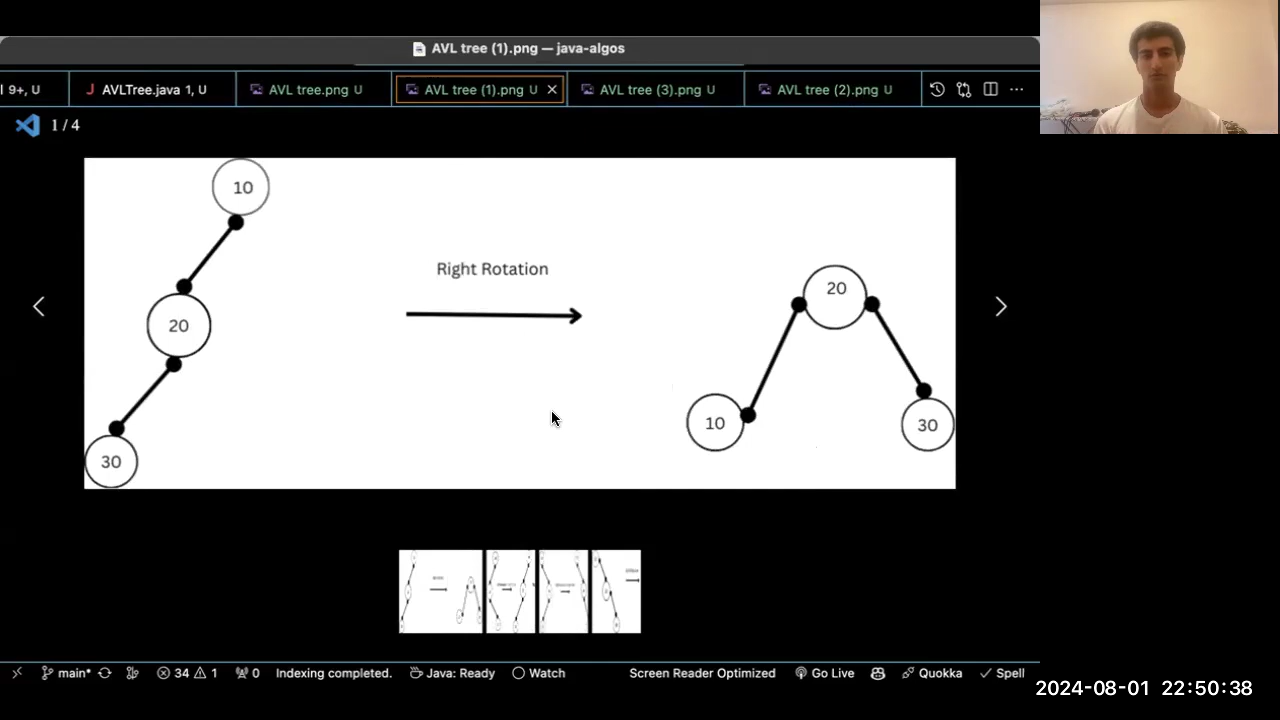 AVL tree (1).png — java-algos
9+, U
AVLTree.java 1, U
AVL tree.png U
AVL tree (1).png U
AVL tree (3).png U
AVL tree (2).png U
1 / 4
10
20
30
Right Rotation
20
10
30
main*
34
1
0
Indexing completed.
Java: Ready
Watch
Screen Reader Optimized
Go Live
Quokka
Spell
2024-08-01 22:50:38